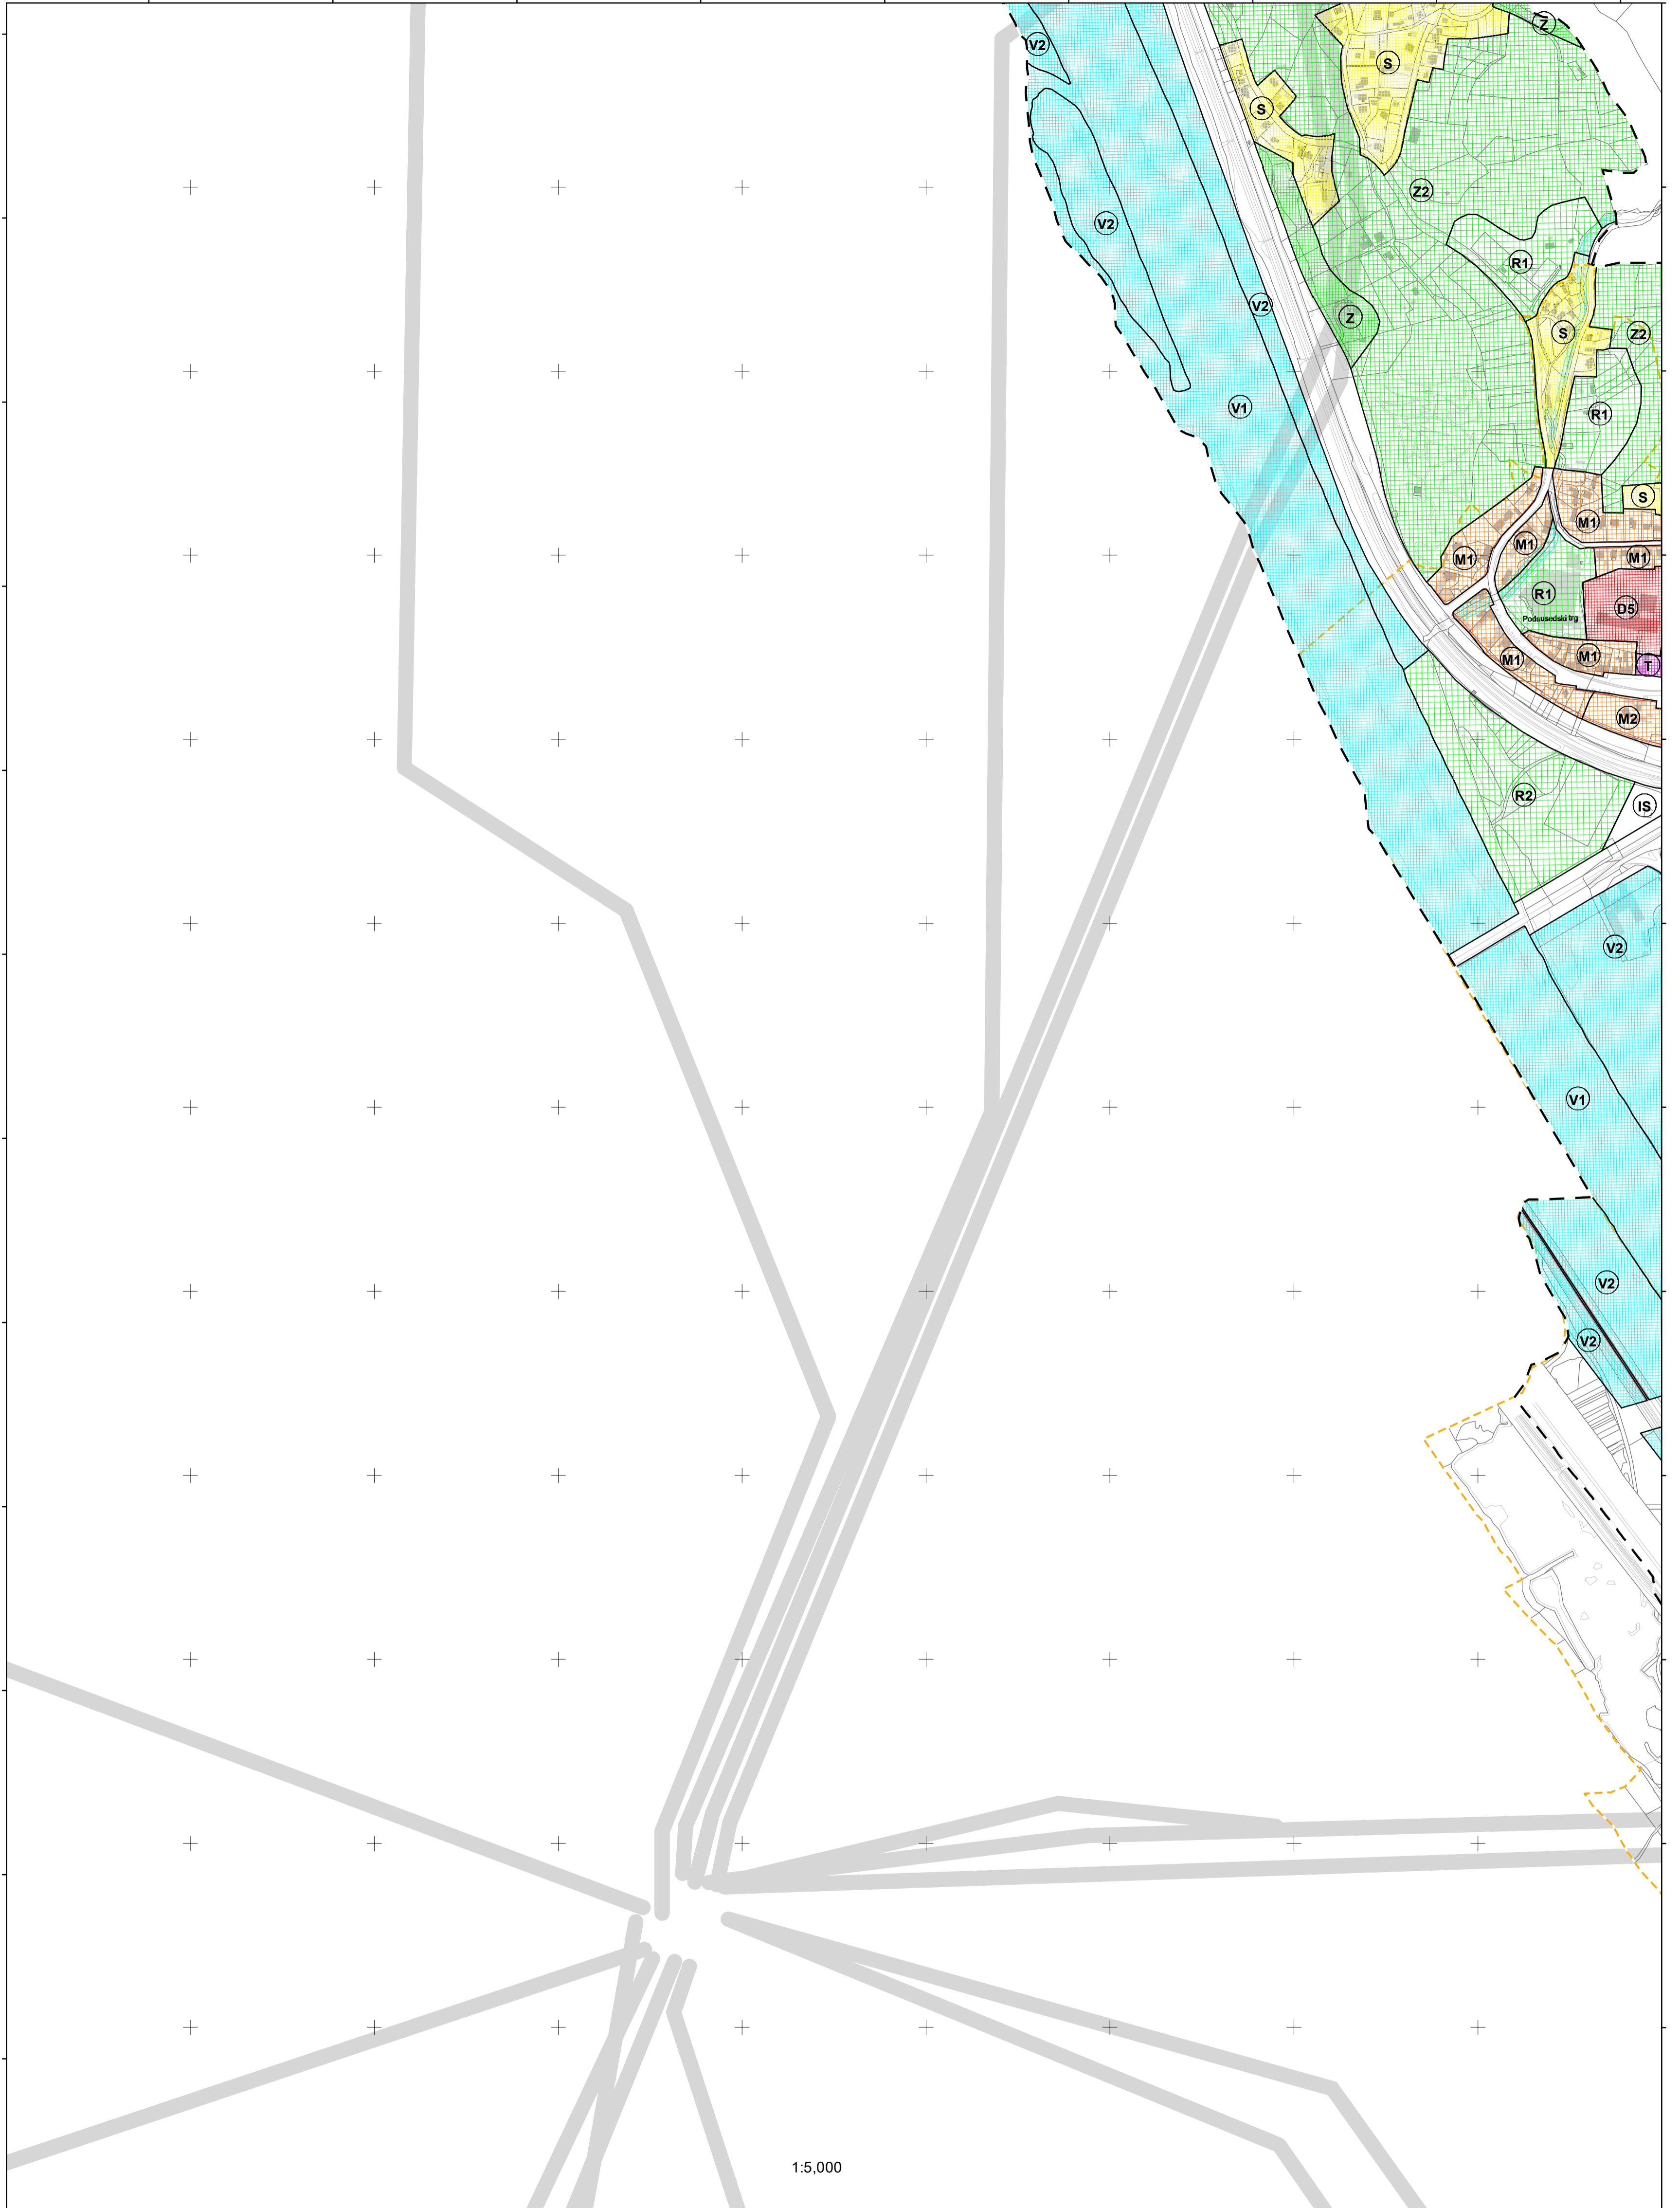 Z
V2
S
S
Z2
V2
R1
V2
Z
S
Z2
V1
R1
S
M1
M1
M1
M1
R1
D5
Podsusedski trg
M1
M1
T
M2
R2
IS
V2
V1
V2
V2
1:5,000